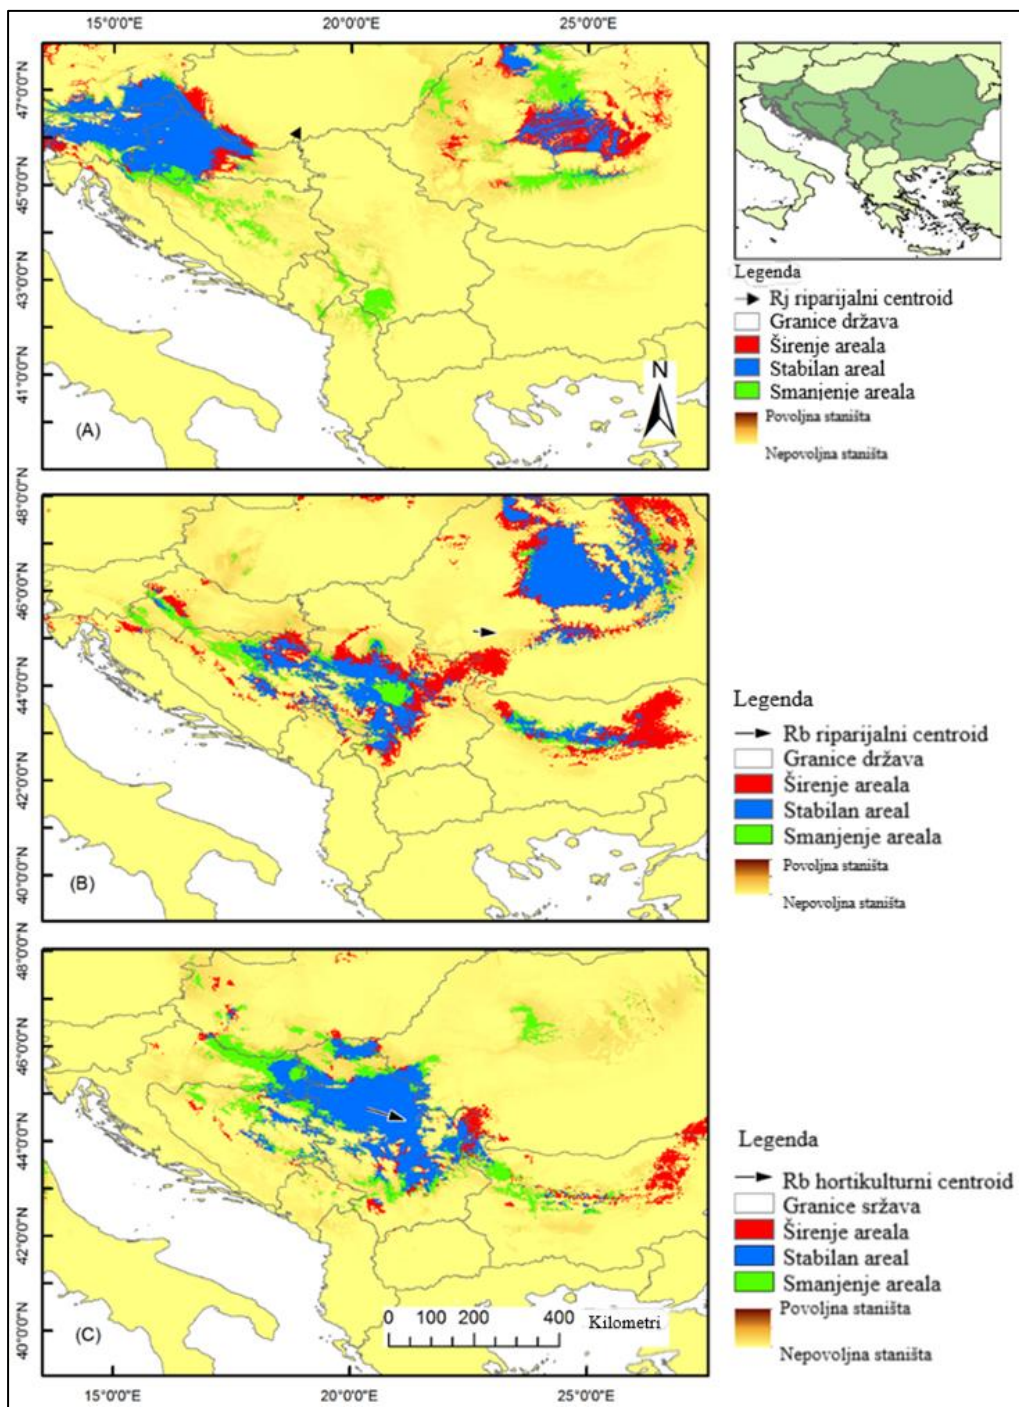 15°0'0"E 20°0'0"E 25°0'0"E
47°0'0"N
45°0'0"N
43°0'0"N
41°0'0"N
(A)
N
Legenda
Rj riparijalni centroid
Granice država
Širenje areala
Stabilan areal
Smanjenje areala
Povoljna staništa
Nepovoljna staništa
48°0'0"N
46°0'0"N
44°0'0"N
42°0'0"N
40°0'0"N
(B)
Legenda
Rb riparijalni centroid
Granice država
Širenje areala
Stabilan areal
Smanjenje areala
Povoljna staništa
Nepovoljna staništa
48°0'0"N
46°0'0"N
44°0'0"N
42°0'0"N
40°0'0"N
(C)
0 100 200 400 Kilometri
Legenda
Rb hortikulturni centroid
Granice sržava
Širenje areala
Stabilan areal
Smanjenje areala
Povoljna staništa
Nepovoljna staništa
15°0'0"E 20°0'0"E 25°0'0"E